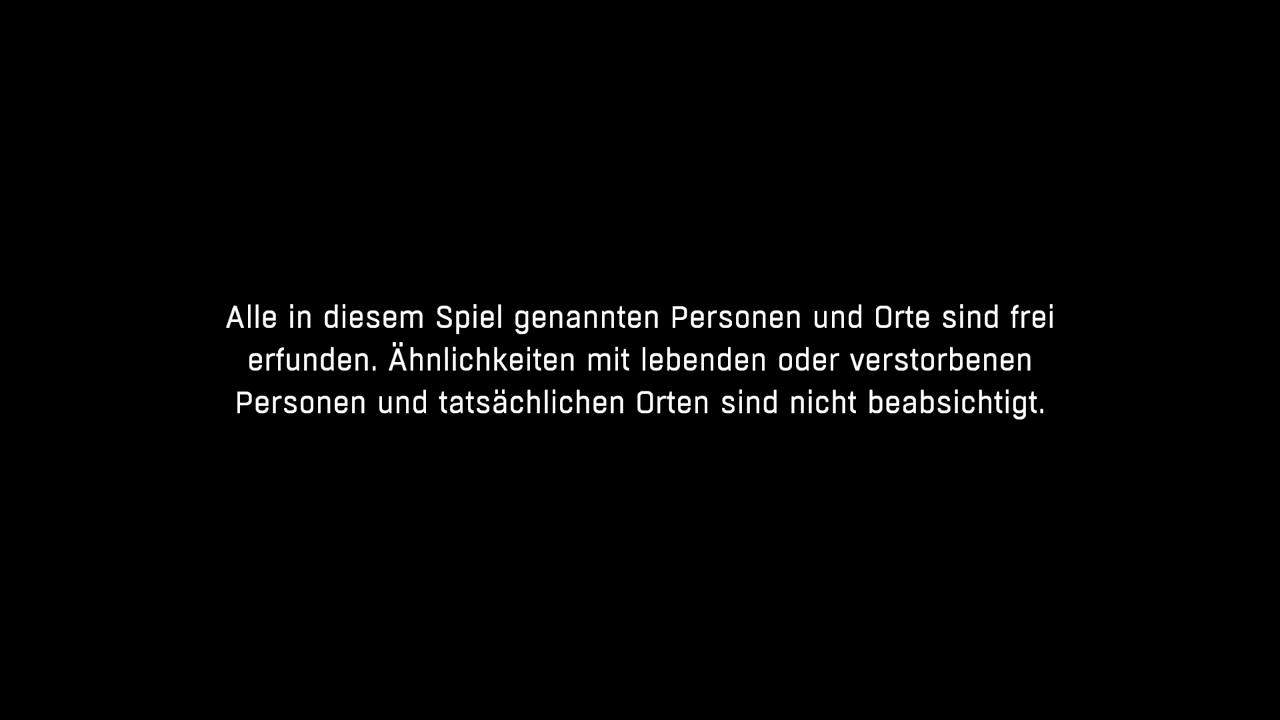 Alle in diesem Spiel genannten Personen und Orte sind frei
erfunden. Ähnlichkeiten mit lebenden oder verstorbenen
Personen und tatsächlichen Orten sind nicht beabsichtigt.